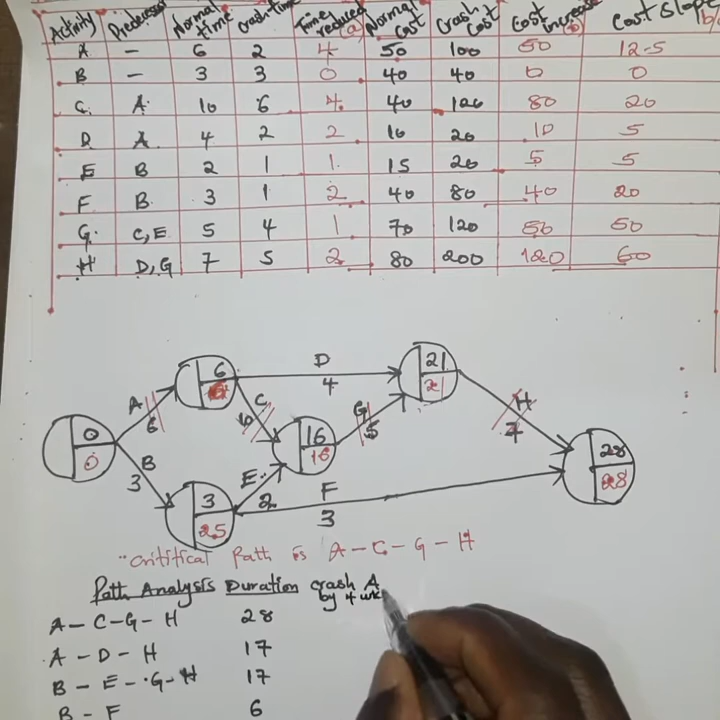 Activity Predecessor Normal time Crash time Time reduced (a) Normal Cost Crash Cost Cost Increase (b) Cost slope b/
A - 6 2 4 50 100 50 12.5
B - 3 3 0 40 40 0 0
C A 10 6 4 40 120 80 20
D A 4 2 2 10 20 10 5
E B 2 1 1 15 20 5 5
F B 3 1 2 40 80 40 20
G C, E 5 4 1 70 120 50 50
H D, G 7 5 2 80 200 120 60
D
4
6
21
21
A
6
C
G
5
H
7
0
0
16
16
28
28
B
3
E
2
F
3
3
25
Crititical Path is A - C - G - H
Path Analysis Duration Crash A by 4 wk
A - C - G - H 28
A - D - H 17
B - E - G - H 17
B - F 6